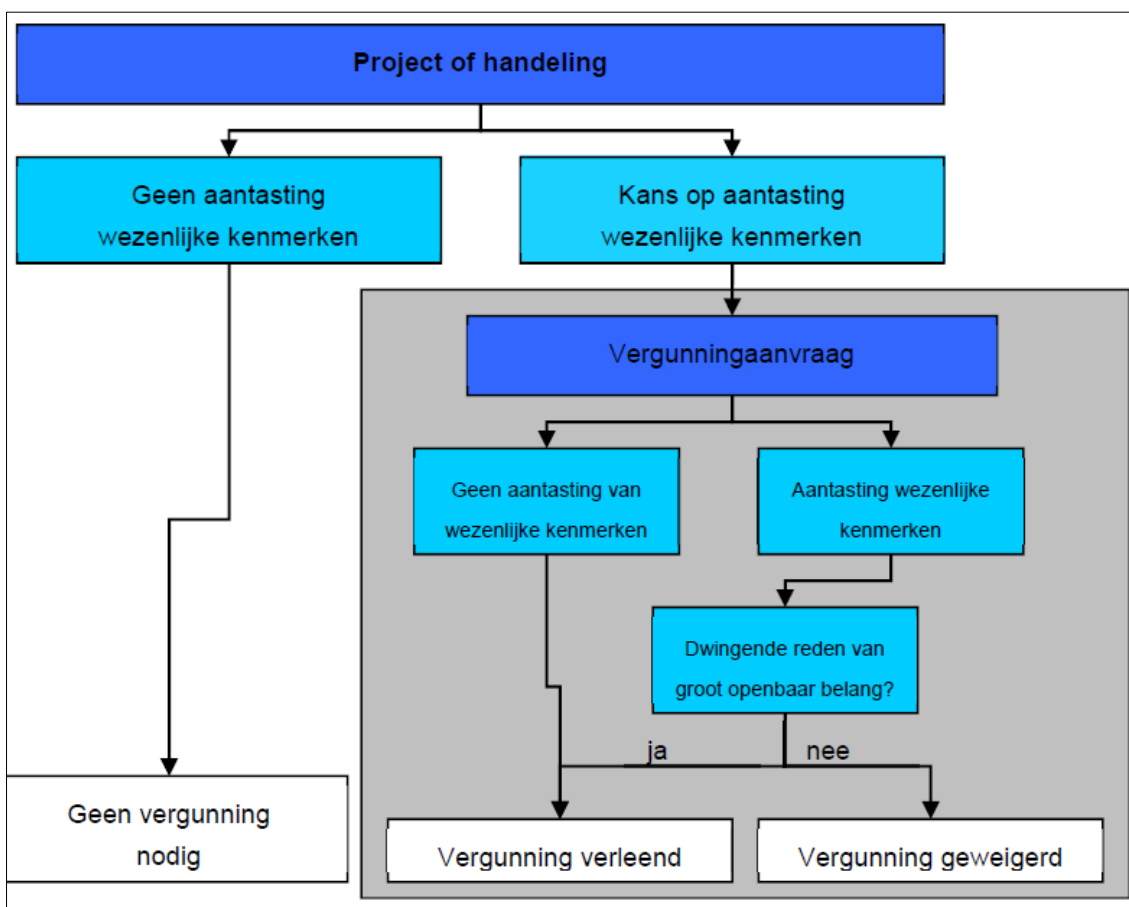 Project of handeling
Geen aantasting
wezenlijke kenmerken
Kans op aantasting
wezenlijke kenmerken
Vergunningaanvraag
Geen aantasting van
wezenlijke kenmerken
Aantasting wezenlijke
kenmerken
Dwingende reden van
groot openbaar belang?
ja
nee
Geen vergunning
nodig
Vergunning verleend
Vergunning geweigerd